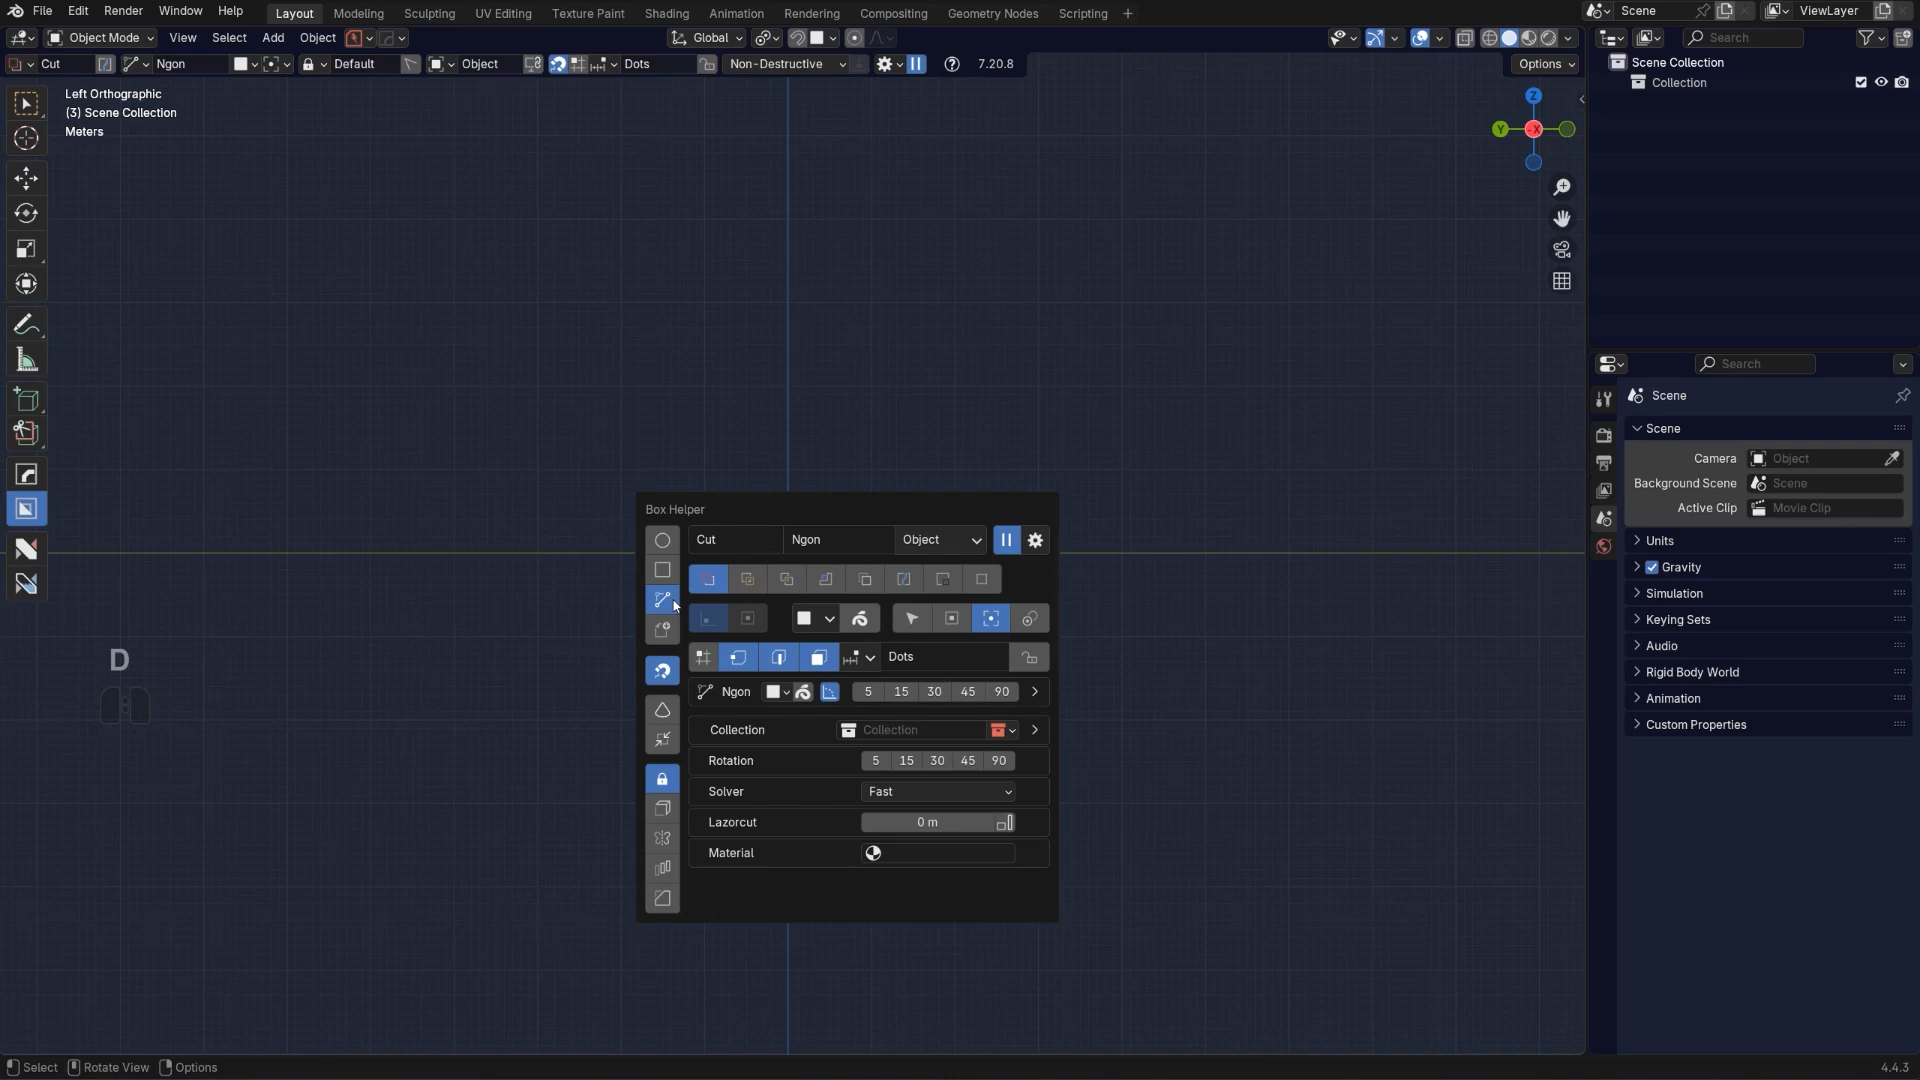 File Edit Render Window Help Layout Modeling Sculpting UV Editing Texture Paint Shading Animation Rendering Compositing Geometry Nodes Scripting + Scene ViewLayer
Object Mode View Select Add Object Global Search
Cut Ngon Default Object Dots Non-Destructive 7.20.8 Options
Scene Collection
Collection
Left Orthographic
(3) Scene Collection
Meters
Z
Y
-X
Search
Scene
Scene
Camera Object
Background Scene Scene
Active Clip Movie Clip
Units
Gravity
Simulation
Keying Sets
Audio
Rigid Body World
Animation
Custom Properties
Box Helper
Cut Ngon Object
Dots
Ngon 5 15 30 45 90
Collection Collection
Rotation 5 15 30 45 90
Solver Fast
Lazorcut 0 m
Material
D
Select Rotate View Options 4.4.3